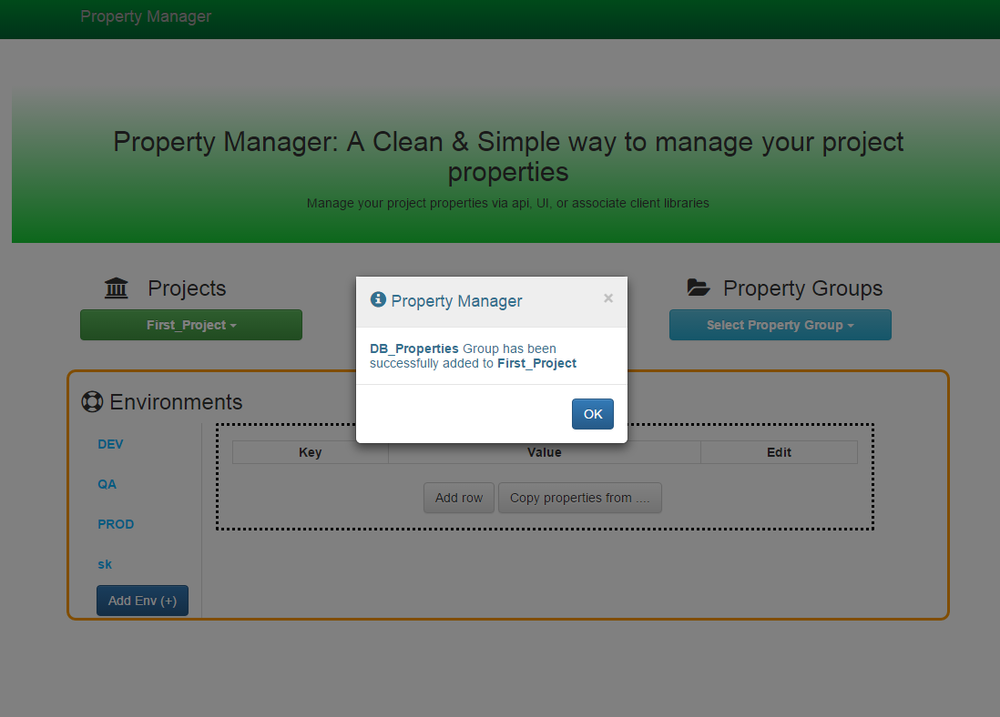 Property Manager
Property Manager: A Clean & Simple way to manage your project
properties
Manage your project properties via api, UI, or associate client libraries
Projects
First_Project
Property Groups
Select Property Group
Property Manager
×
DB_Properties Group has been
successfully added to First_Project
OK
Environments
DEV
QA
PROD
sk
Add Env (+)
Key Value Edit
Add row
Copy properties from ....